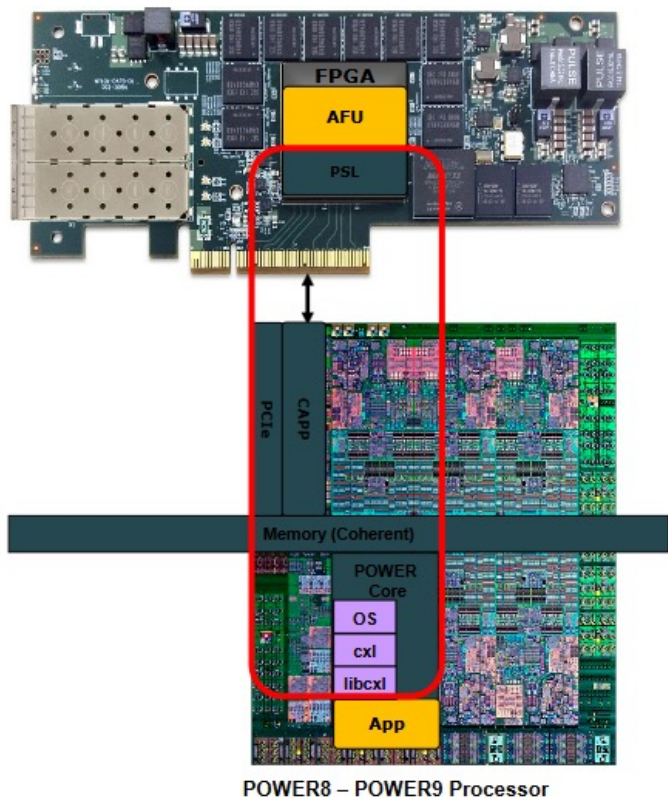 FPGA
AFU
PSL
PCIe
CAPP
Memory (Coherent)
POWER
Core
OS
cxl
libcxl
App
POWER8 – POWER9 Processor